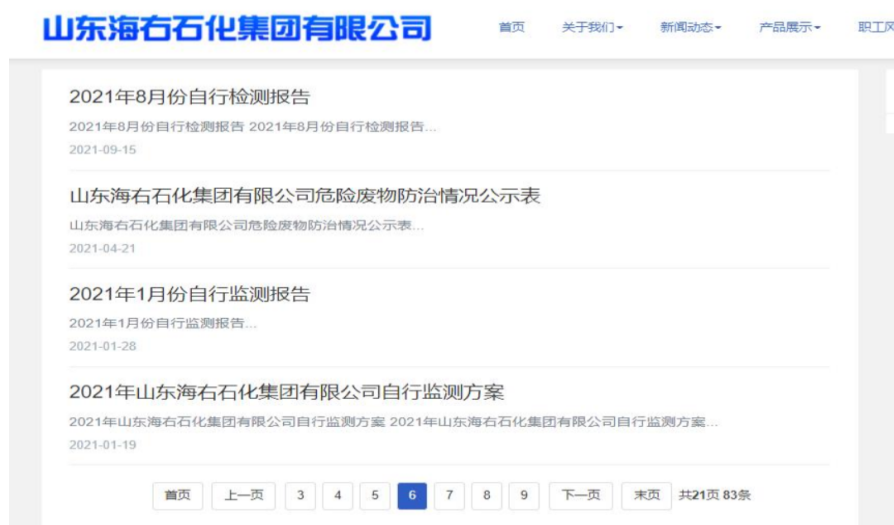 山东海右石化集团有限公司
首页 关于我们 新闻动态 产品展示 职工风
2021年8月份自行检测报告
2021年8月份自行检测报告 2021年8月份自行检测报告...
2021-09-15
山东海右石化集团有限公司危险废物防治情况公示表
山东海右石化集团有限公司危险废物防治情况公示表...
2021-04-21
2021年1月份自行监测报告
2021年1月份自行监测报告...
2021-01-28
2021年山东海右石化集团有限公司自行监测方案
2021年山东海右石化集团有限公司自行监测方案 2021年山东海右石化集团有限公司自行监测方案...
2021-01-19
首页 上一页 3 4 5 6 7 8 9 下一页 末页 共21页 83条